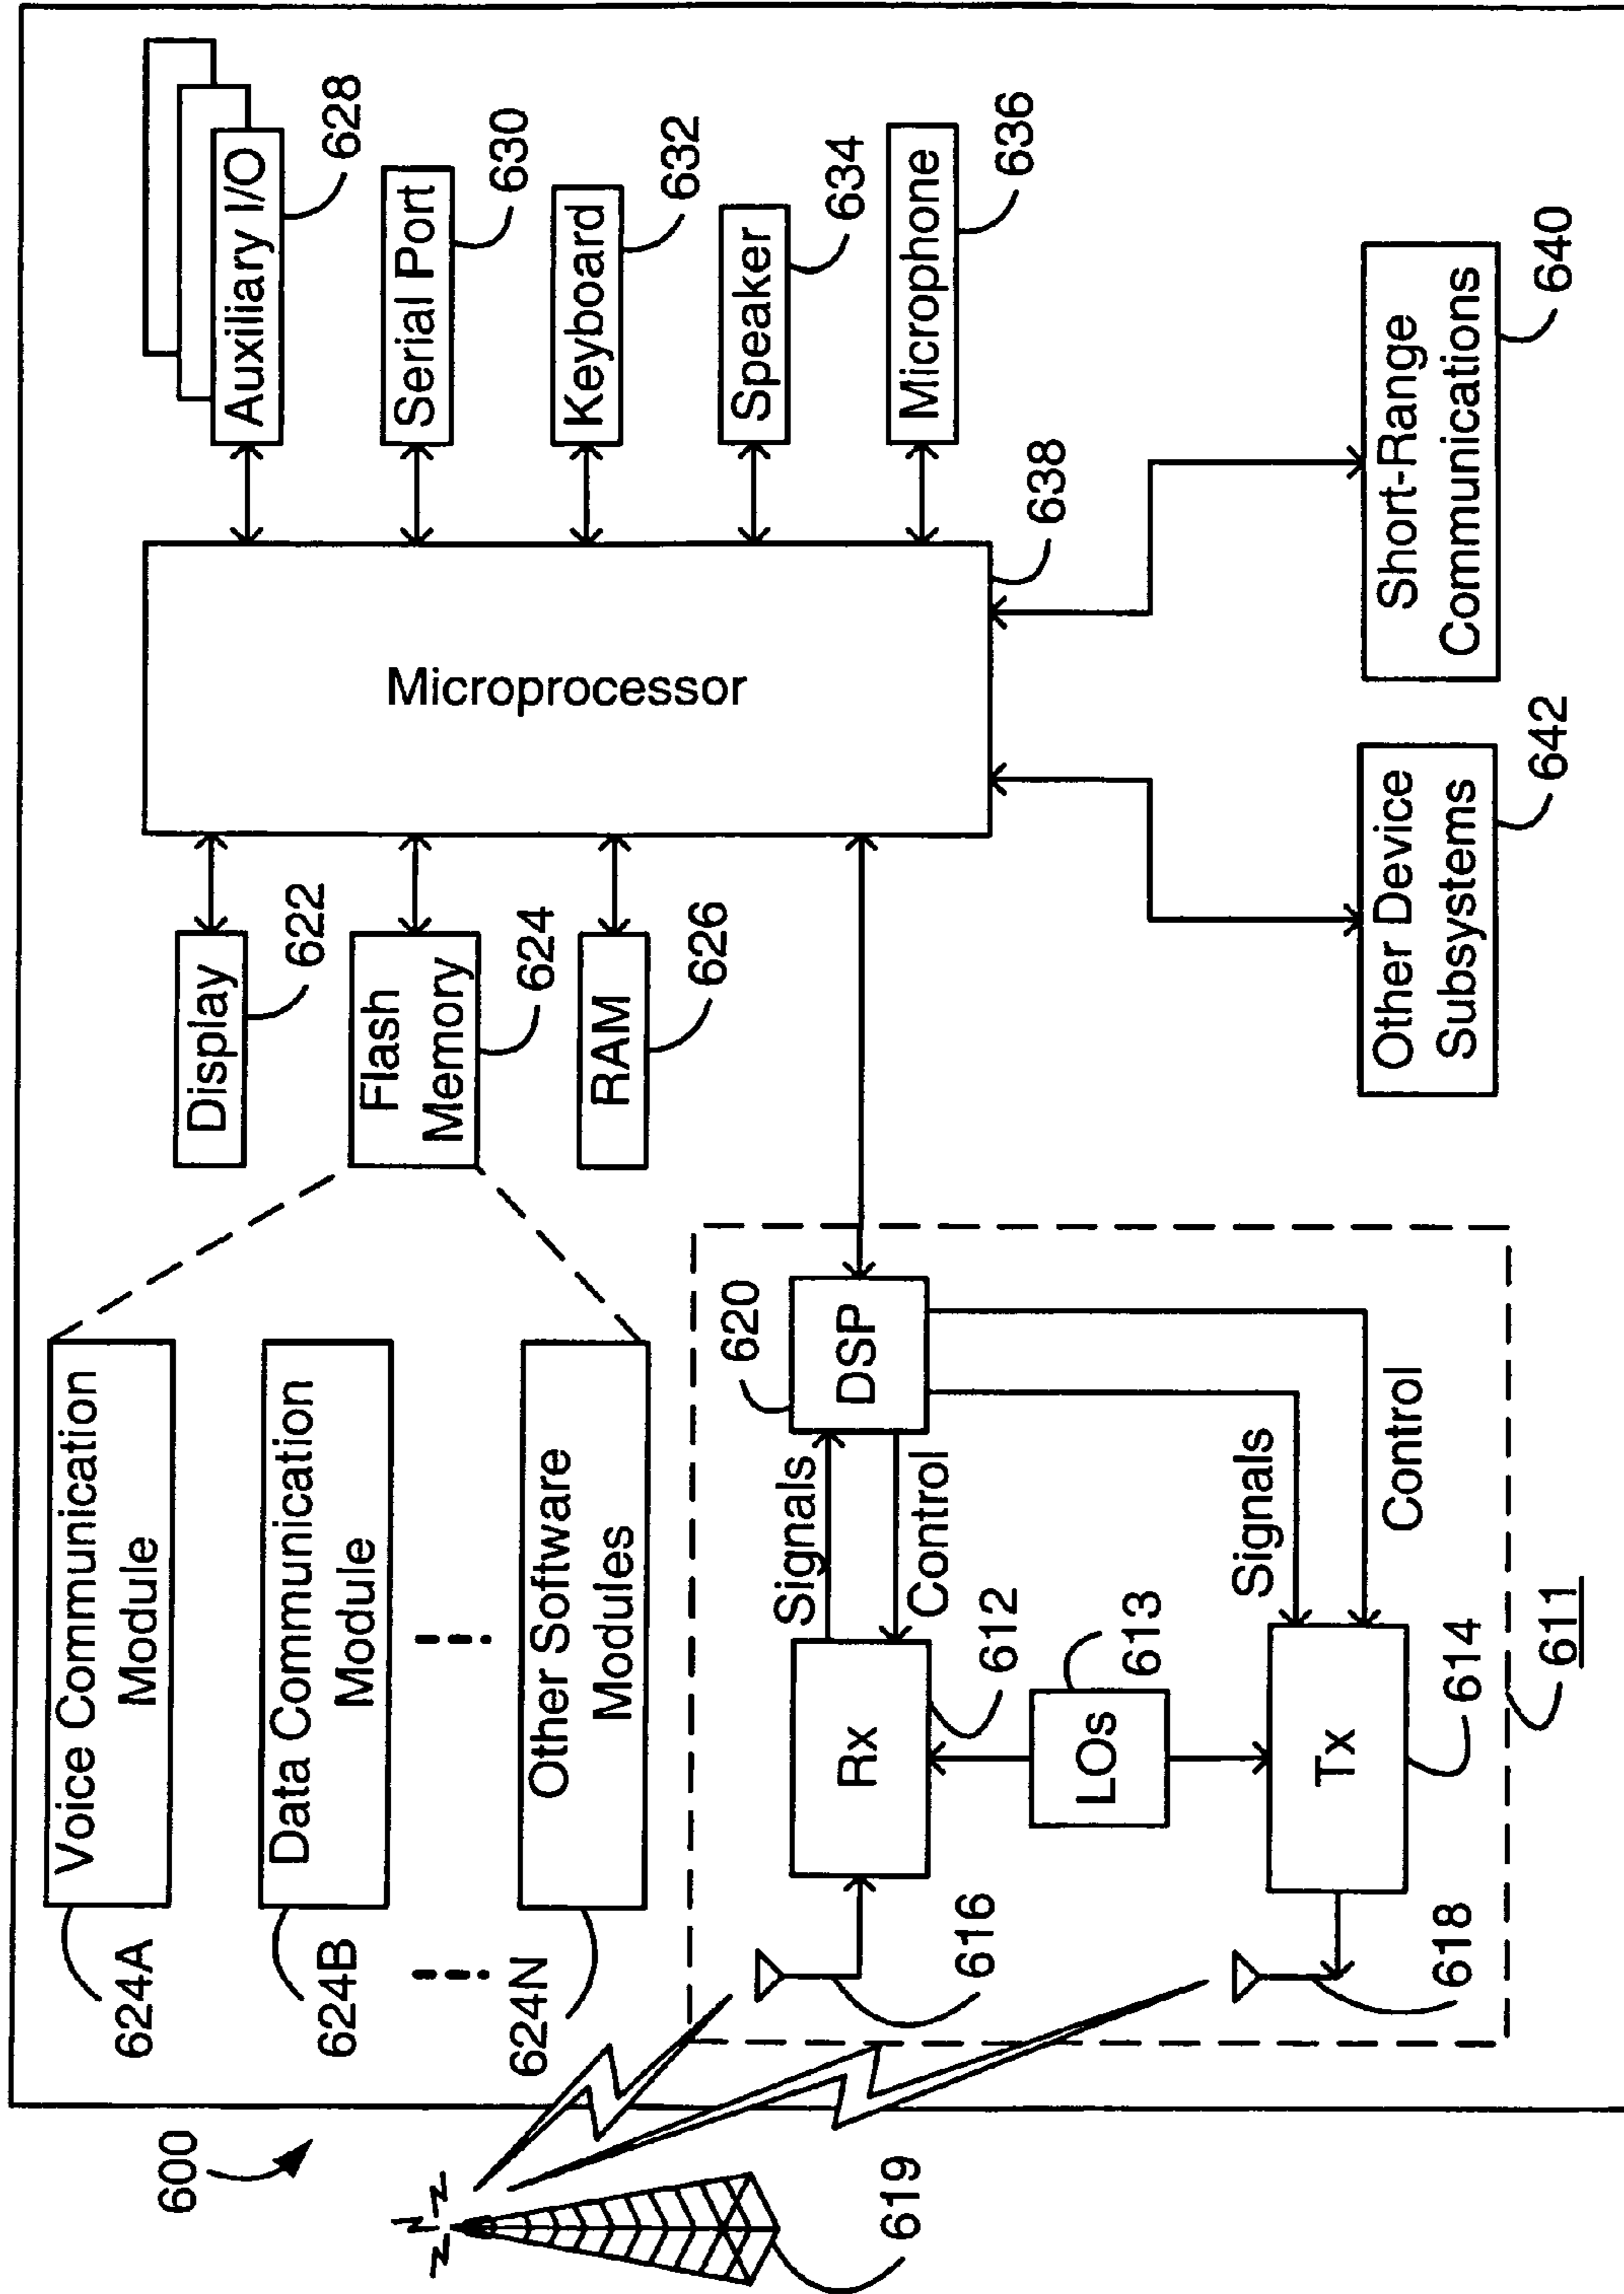 600
619
624A
Voice Communication
Module
624B
Data Communication
Module
624N
Other Software
Modules
Display
622
Flash
Memory
624
RAM
626
Microprocessor
638
Auxiliary I/O
628
Serial Port
630
Keyboard
632
Speaker
634
Microphone
636
Short-Range
Communications
640
Other Device
Subsystems
642
620
DSP
Signals
Control
Rx
612
LOs
613
Signals
Control
Tx
614
616
618
611